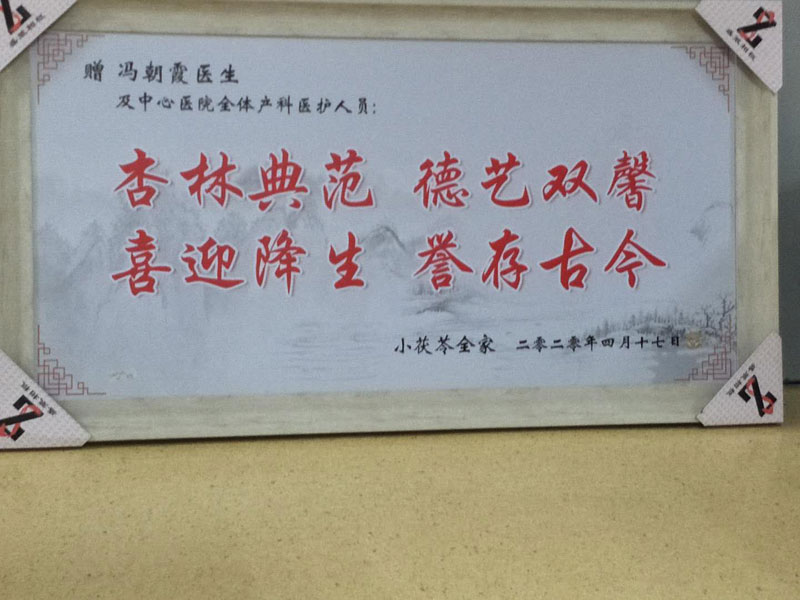 赠 冯朝霞医生
及中心医院全体产科医护人员:
杏林典范 德艺双馨
喜迎降生 誉存古今
小茯苓全家 二零二零年四月十七日